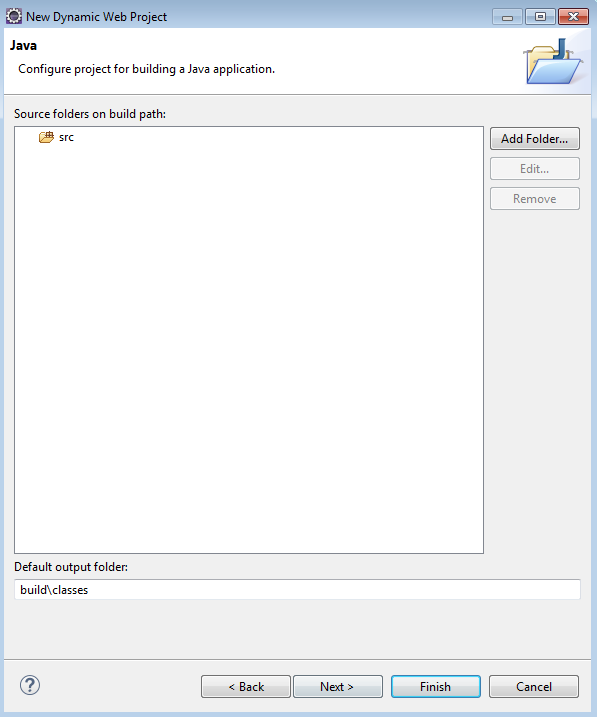 New Dynamic Web Project
Java
Configure project for building a Java application.
Source folders on build path:
src
Add Folder...
Edit...
Remove
Default output folder:
build\classes
?
< Back
Next >
Finish
Cancel